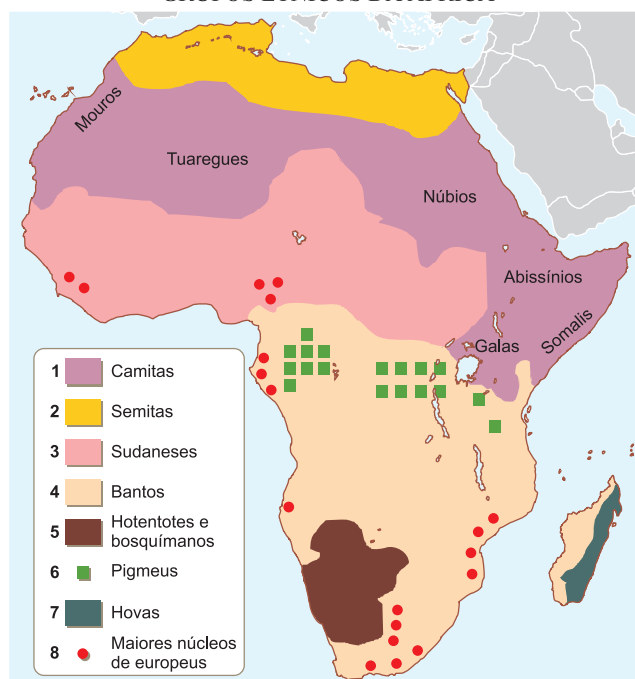 Mouros
Tuaregues
Núbios
Abissínios
Galas
Somalis
1 Camitas
2 Semitas
3 Sudaneses
4 Bantos
5 Hotentotes e
bosquímanos
6 Pigmeus
7 Hovas
8 Maiores núcleos
de europeus